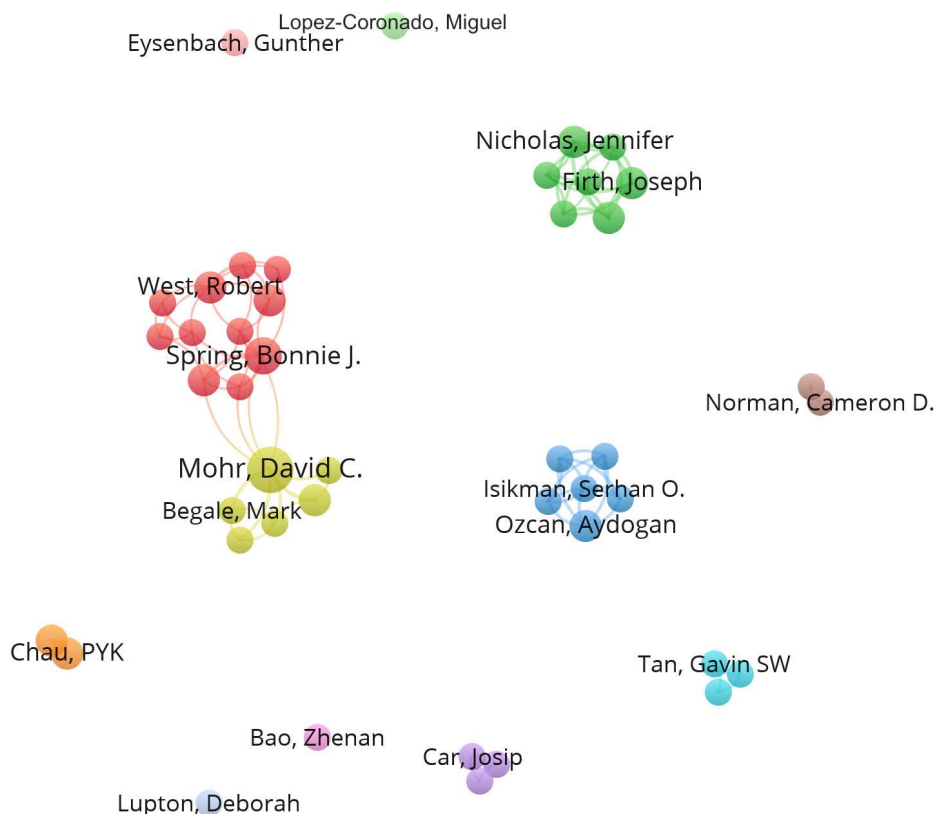 Lopez-Coronado, Miguel
Eysenbach, Gunther
Nicholas, Jennifer
Firth, Joseph
West, Robert
Spring, Bonnie J.
Norman, Cameron D.
Mohr, David C.
Isikman, Serhan O.
Begale, Mark
Ozcan, Aydogan
Chau, PYK
Tan, Gavin SW
Bao, Zhenan
Car, Josip
Lupton, Deborah